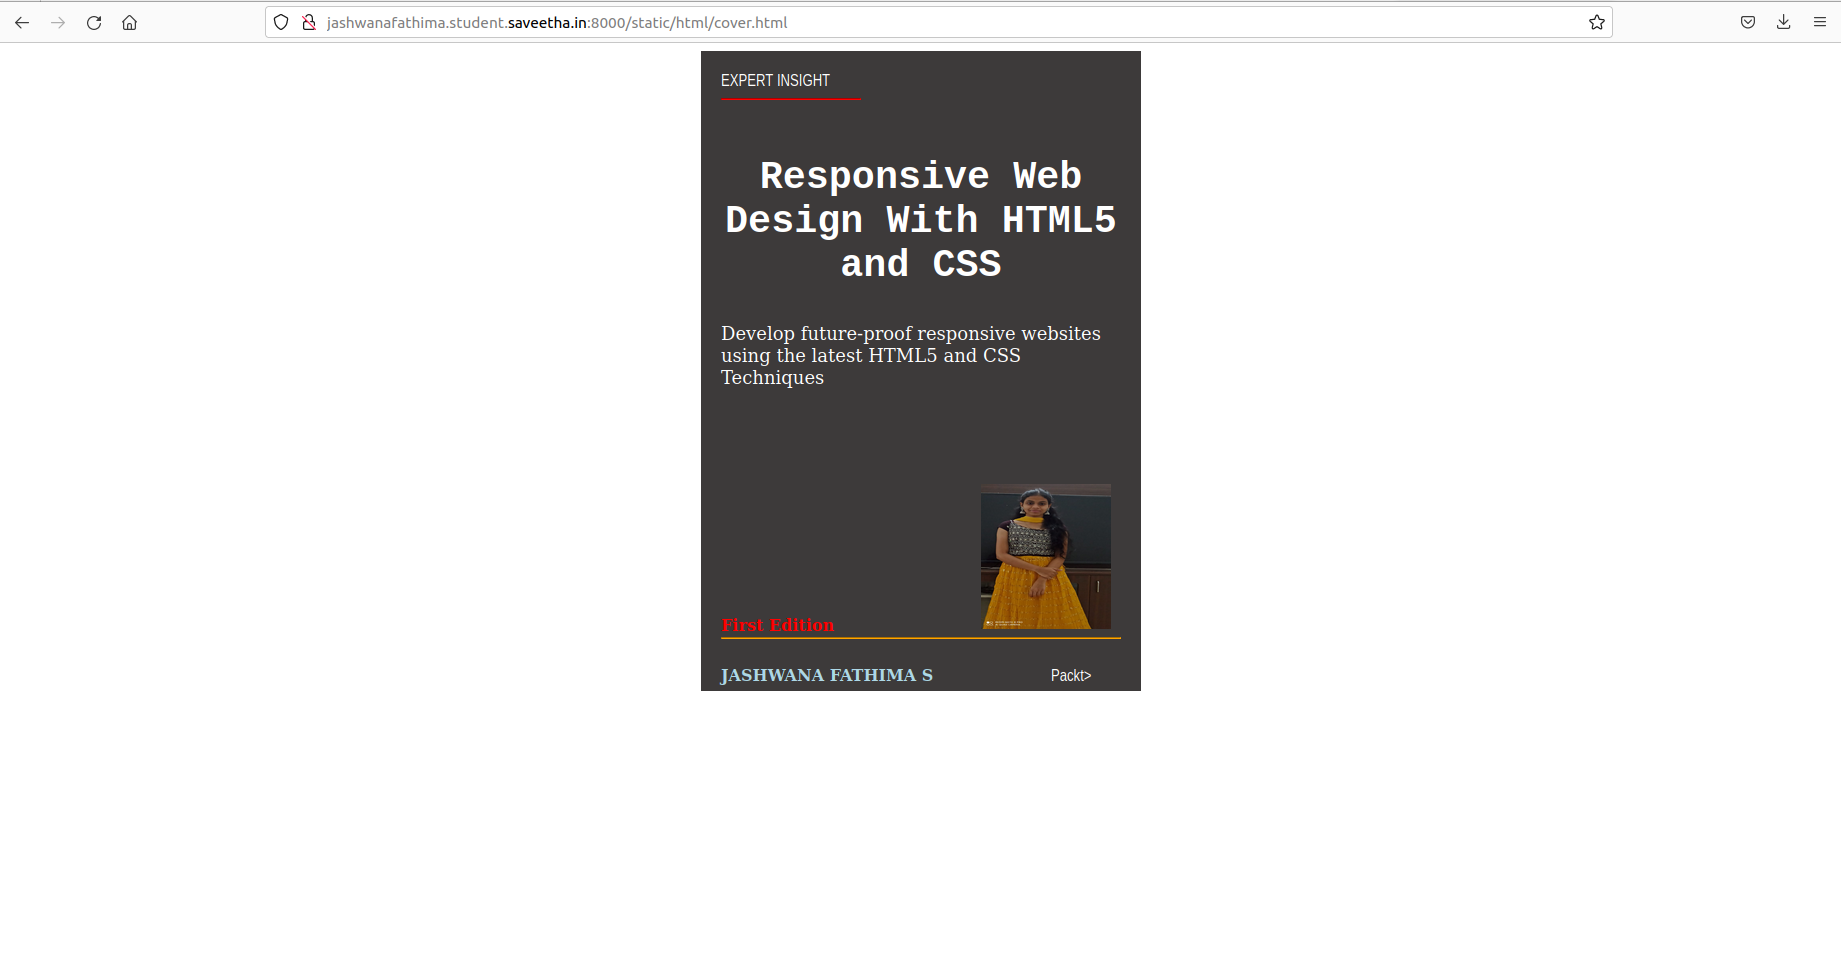 jashwanafathima.student.saveetha.in:8000/static/html/cover.html
EXPERT INSIGHT
Responsive Web
Design With HTML5
and CSS
Develop future-proof responsive websites
using the latest HTML5 and CSS
Techniques
First Edition
JASHWANA FATHIMA S
Packt>